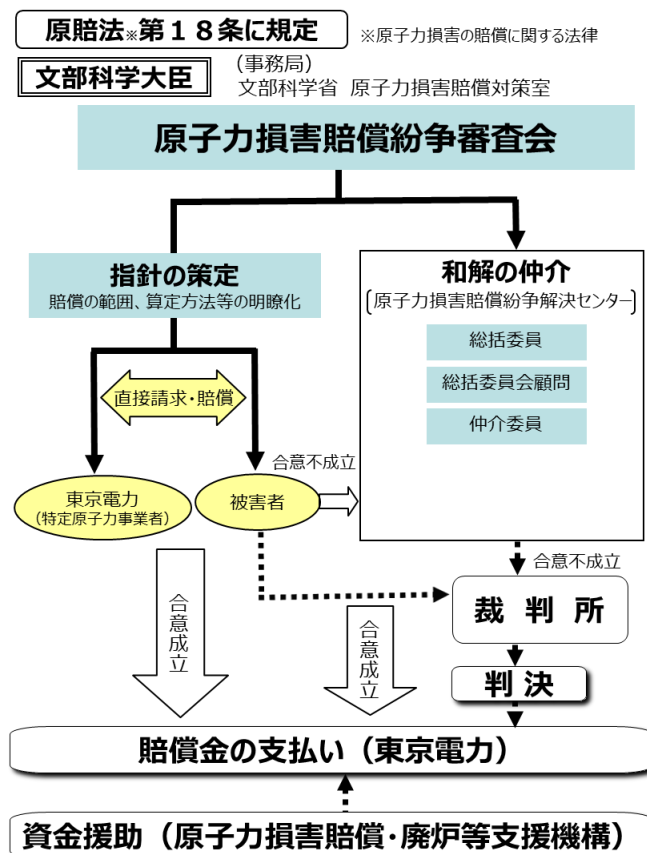 原賠法※第18条に規定
※原子力損害の賠償に関する法律
文部科学大臣
(事務局)
文部科学省 原子力損害賠償対策室
原子力損害賠償紛争審査会
指針の策定
賠償の範囲、算定方法等の明瞭化
和解の仲介
〔原子力損害賠償紛争解決センター〕
総括委員
総括委員会顧問
仲介委員
直接請求・賠償
東京電力
(特定原子力事業者)
被害者
合意不成立
合意不成立
合意成立
合意成立
裁判所
判決
賠償金の支払い(東京電力)
資金援助(原子力損害賠償・廃炉等支援機構)